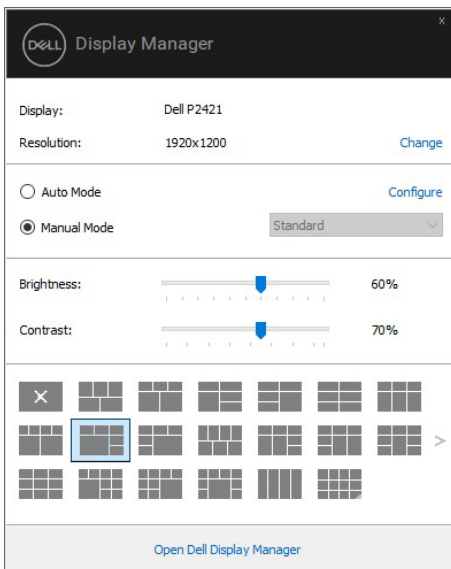 x
DELL Display Manager
Display: Dell P2421
Resolution: 1920x1200 Change
Auto Mode Configure
Manual Mode Standard
Brightness: 60%
Contrast: 70%
Open Dell Display Manager